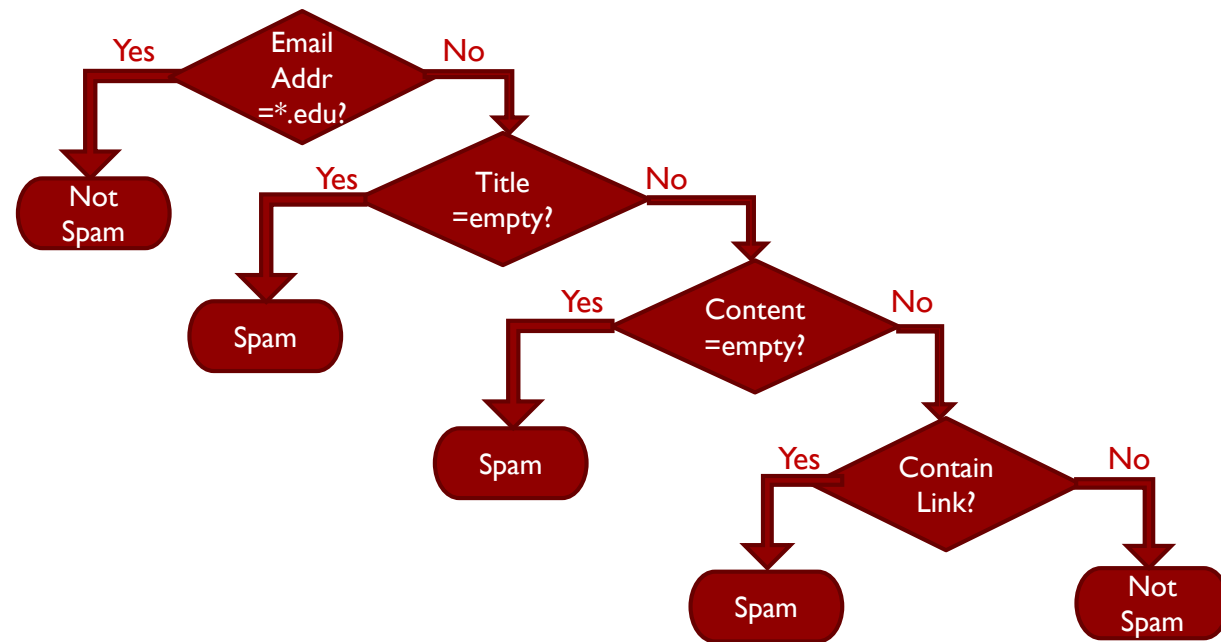 Yes
Email
Addr
=*.edu?
No
Not
Spam
Yes
Title
=empty?
No
Spam
Yes
Content
=empty?
No
Spam
Yes
Contain
Link?
No
Spam
Not
Spam